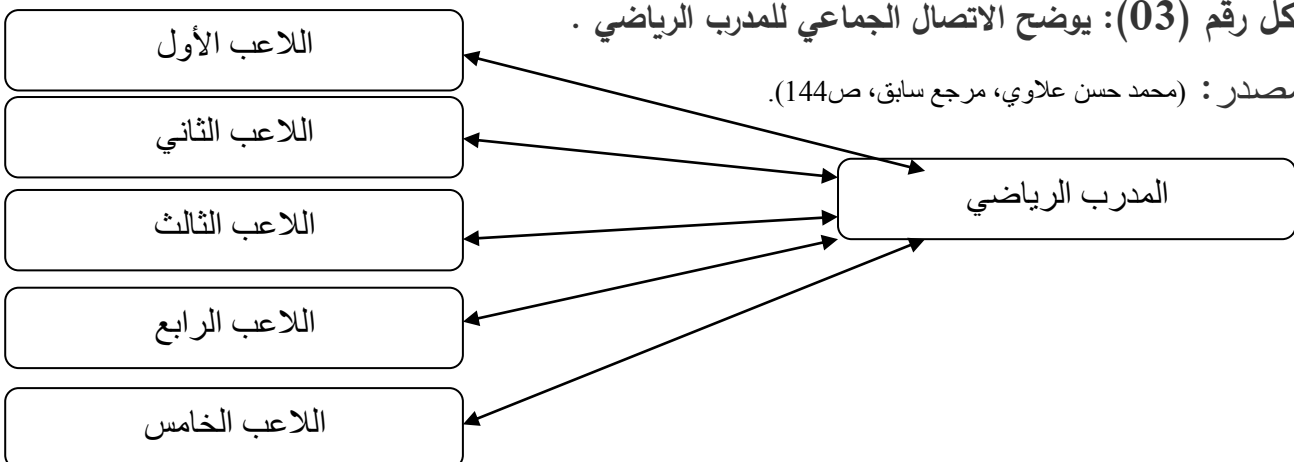 كل رقم (03): يوضح الاتصال الجماعي للمدرب الرياضي .
مصدر : (محمد حسن علاوي، مرجع سابق، ص144).
المدرب الرياضي
اللاعب الأول
اللاعب الثاني
اللاعب الثالث
اللاعب الرابع
اللاعب الخامس